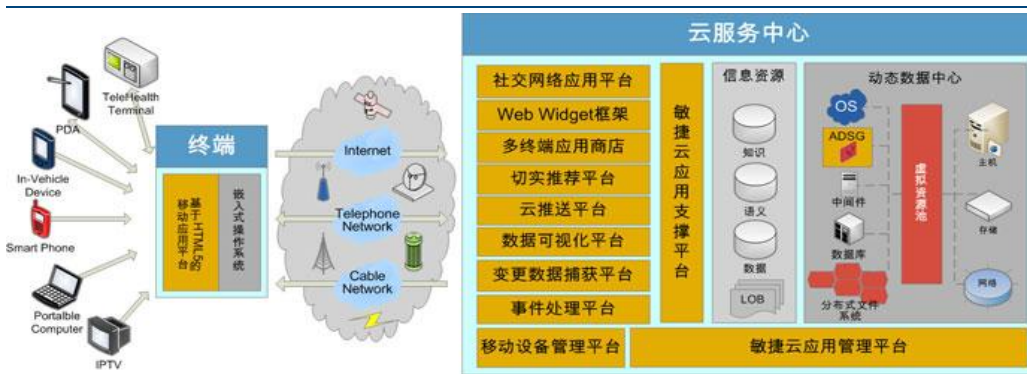 TeleHealth
Terminal
PDA
In-Vehicle
Device
Smart Phone
Portalble
Computer
IPTV
终端
基于 HTML5的
移动应用平台
嵌入式操作系统
Internet
Telephone
Network
Cable
Network
云服务中心
社交网络应用平台
Web Widget框架
多终端应用商店
切实推荐平台
云推送平台
数据可视化平台
变更数据捕获平台
事件处理平台
移动设备管理平台
敏捷云应用支撑平台
敏捷云应用管理平台
信息资源
知识
语义
数据
LOB
动态数据中心
OS
ADSG
中间件
数据库
分布式文件
系统
虚拟资源池
主机
存储
网络